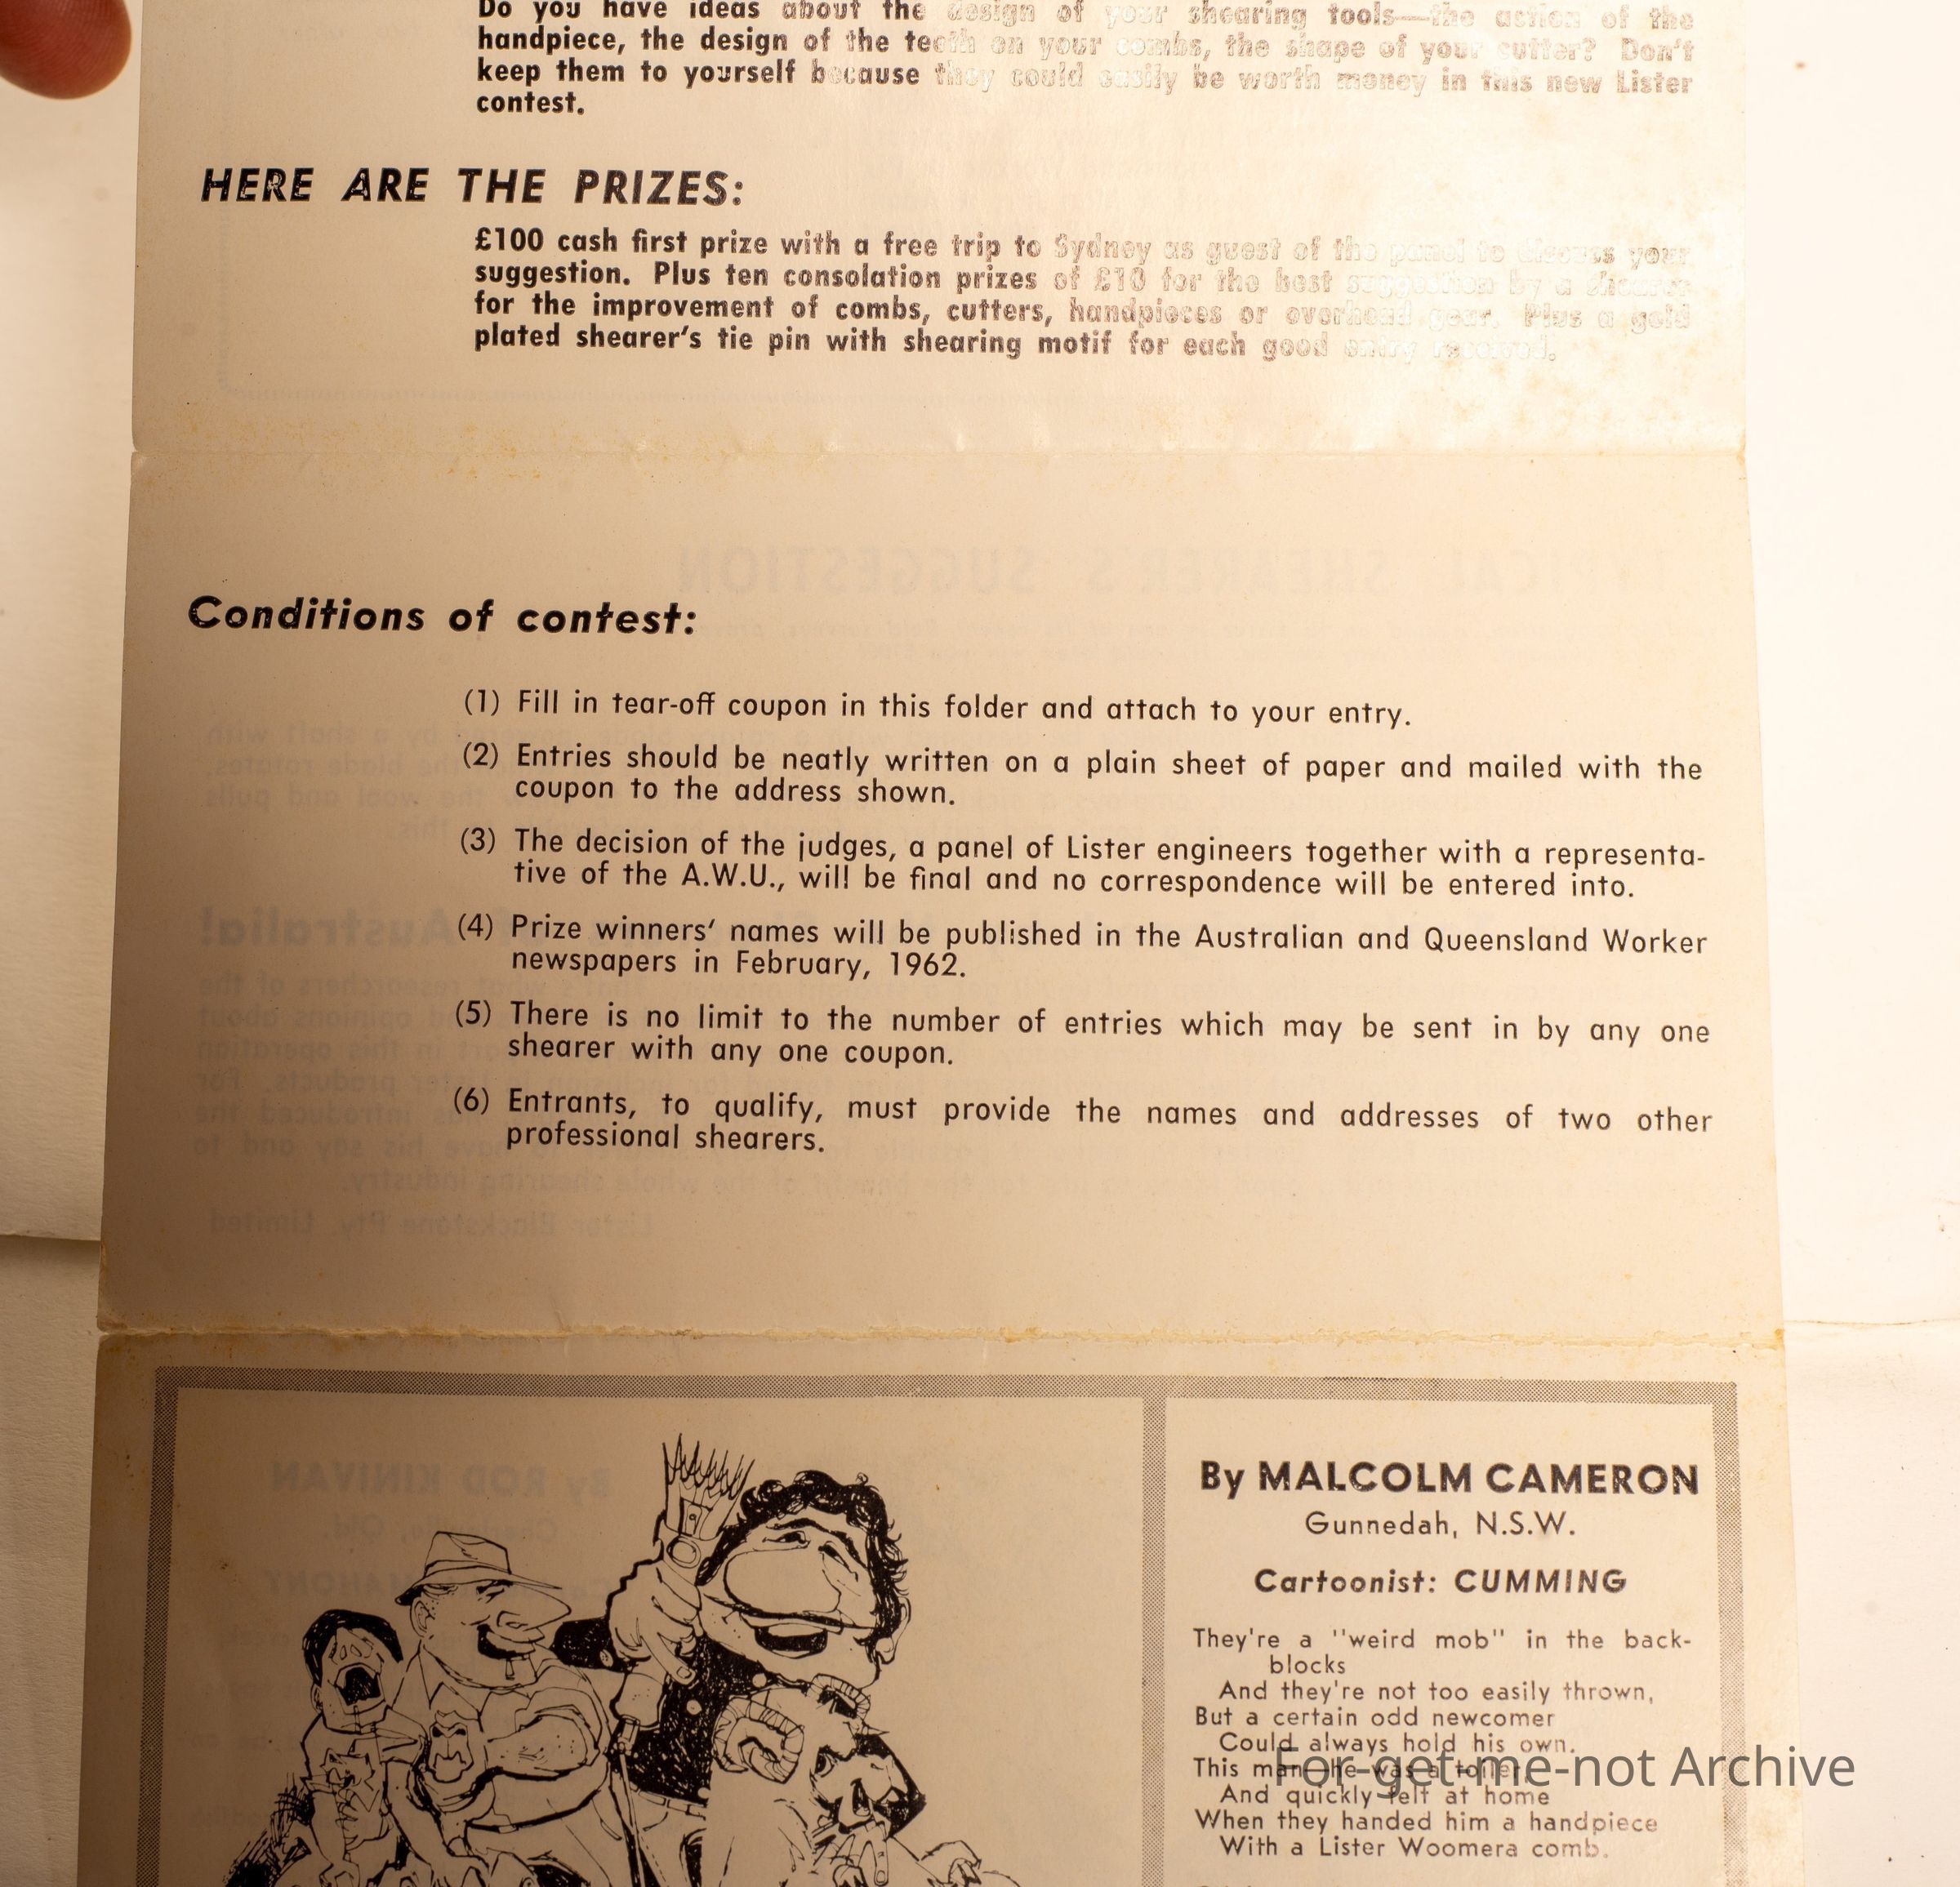 Do you have ideas about the design of your shearing tools—the action of the
handpiece, the design of the teeth on your combs, the shape of your cutter? Don't
keep them to yourself because they could easily be worth money in this new Lister
contest.
HERE ARE THE PRIZES:
£100 cash first prize with a free trip to Sydney as guest of the panel to discuss your
suggestion. Plus ten consolation prizes of £10 for the best suggestion by a shearer
for the improvement of combs, cutters, handpieces or overhead gear. Plus a gold
plated shearer's tie pin with shearing motif for each good entry received.
Conditions of contest:
(1) Fill in tear-off coupon in this folder and attach to your entry.
(2) Entries should be neatly written on a plain sheet of paper and mailed with the
coupon to the address shown.
(3) The decision of the judges, a panel of Lister engineers together with a representa-
tive of the A.W.U., will be final and no correspondence will be entered into.
(4) Prize winners' names will be published in the Australian and Queensland Worker
newspapers in February, 1962.
(5) There is no limit to the number of entries which may be sent in by any one
shearer with any one coupon.
(6) Entrants, to qualify, must provide the names and addresses of two other
professional shearers.
By MALCOLM CAMERON
Gunnedah, N.S.W.
Cartoonist: CUMMING
They're a "weird mob" in the back-
blocks
And they're not too easily thrown,
But a certain odd newcomer
Could always hold his own.
This man—he was a toiler,
And quickly felt at home
When they handed him a handpiece
With a Lister Woomera comb.
For-get-me-not Archive